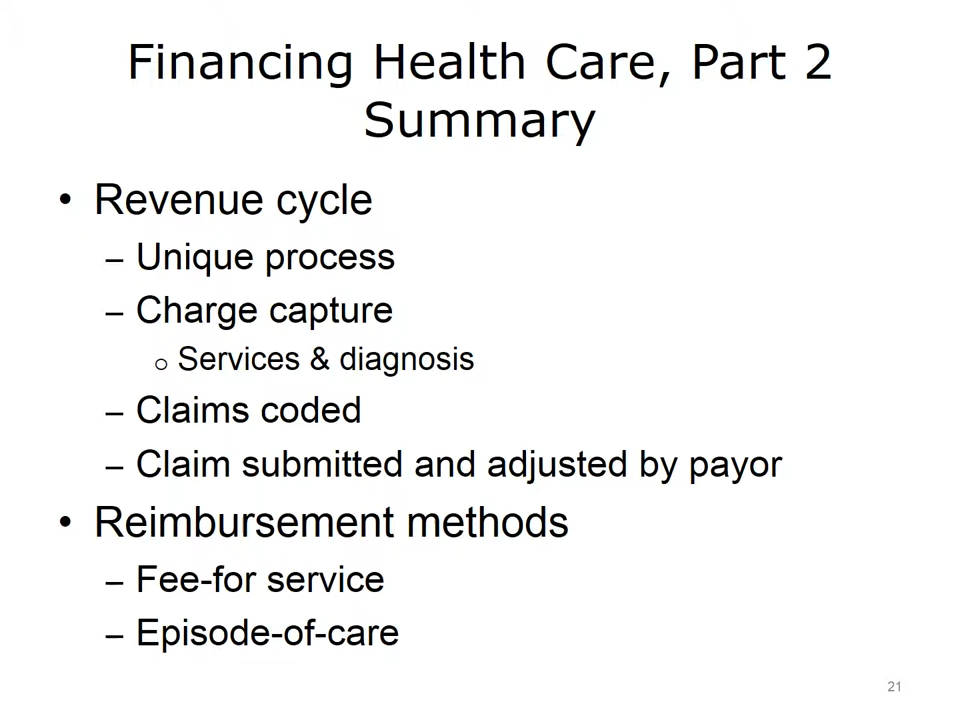 Financing Health Care, Part 2
Summary
• Revenue cycle
– Unique process
– Charge capture
o Services & diagnosis
– Claims coded
– Claim submitted and adjusted by payor
• Reimbursement methods
– Fee-for service
– Episode-of-care
21